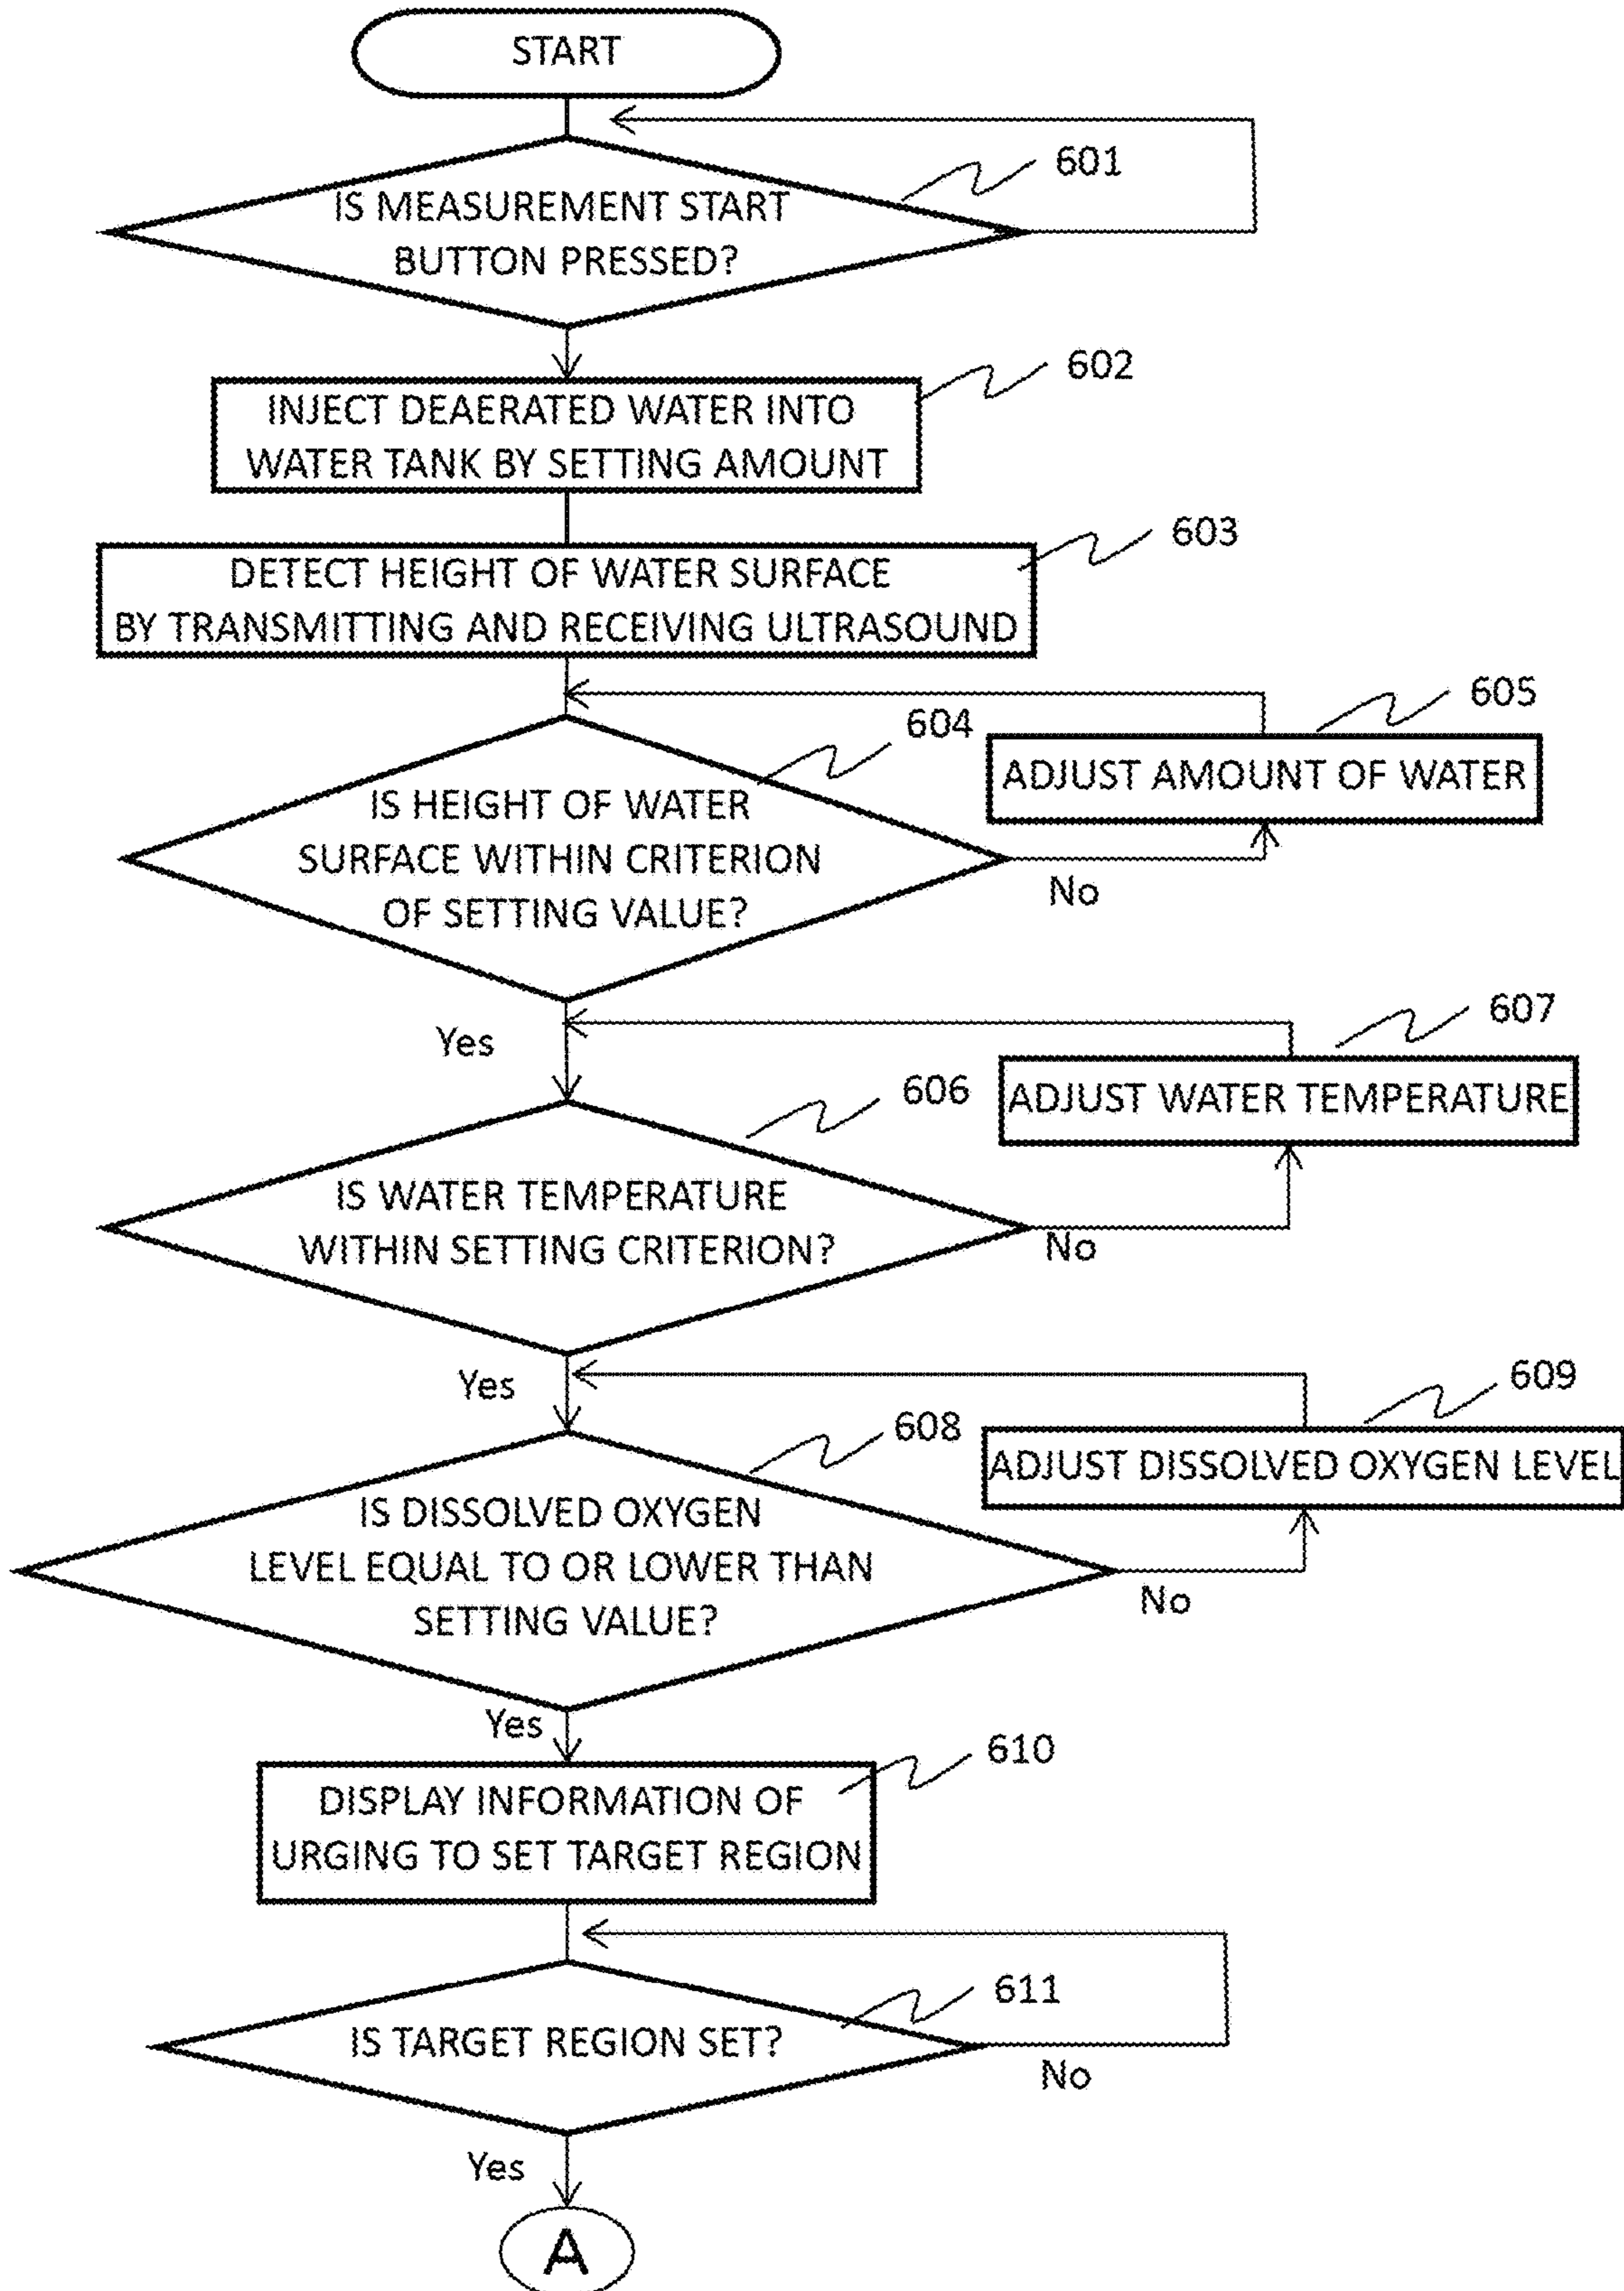 START
601
IS MEASUREMENT START
BUTTON PRESSED?
602
INJECT DEAERATED WATER INTO
WATER TANK BY SETTING AMOUNT
603
DETECT HEIGHT OF WATER SURFACE
BY TRANSMITTING AND RECEIVING ULTRASOUND
605
604
ADJUST AMOUNT OF WATER
IS HEIGHT OF WATER
SURFACE WITHIN CRITERION
OF SETTING VALUE?
No
607
Yes
606
ADJUST WATER TEMPERATURE
IS WATER TEMPERATURE
WITHIN SETTING CRITERION?
No
609
Yes
608
ADJUST DISSOLVED OXYGEN LEVEL
IS DISSOLVED OXYGEN
LEVEL EQUAL TO OR LOWER THAN
SETTING VALUE?
No
Yes
610
DISPLAY INFORMATION OF
URGING TO SET TARGET REGION
611
IS TARGET REGION SET?
No
Yes
A